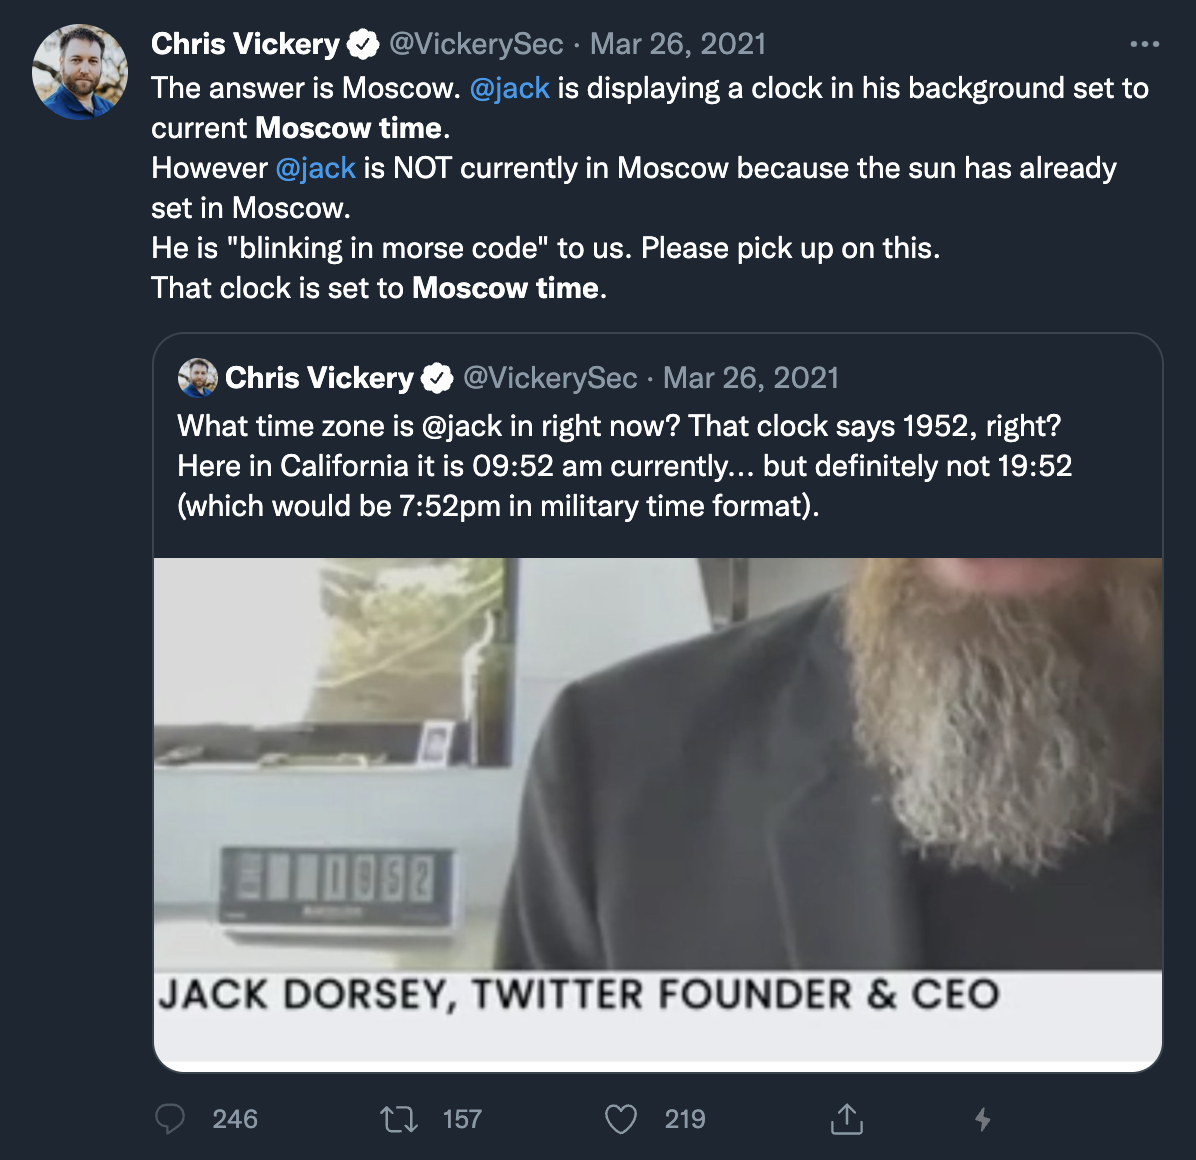 Chris Vickery @VickerySec · Mar 26, 2021
The answer is Moscow. @jack is displaying a clock in his background set to
current Moscow time.
However @jack is NOT currently in Moscow because the sun has already
set in Moscow.
He is "blinking in morse code" to us. Please pick up on this.
That clock is set to Moscow time.
Chris Vickery @VickerySec · Mar 26, 2021
What time zone is @jack in right now? That clock says 1952, right?
Here in California it is 09:52 am currently... but definitely not 19:52
(which would be 7:52pm in military time format).
1952
JACK DORSEY, TWITTER FOUNDER & CEO
246 157 219